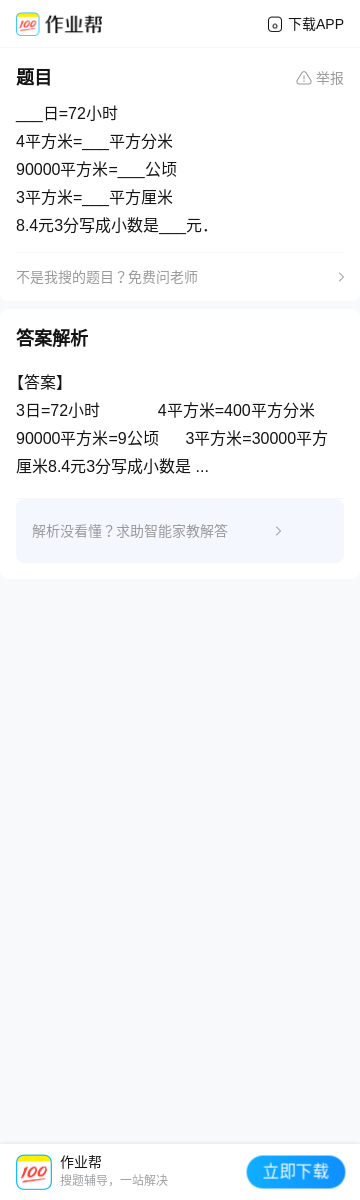 作业帮
下载APP
题目
举报
___日=72小时
4平方米=___平方分米
90000平方米=___公顷
3平方米=___平方厘米
8.4元3分写成小数是___元．
不是我搜的题目？免费问老师
答案解析
【答案】
3日=72小时 4平方米=400平方分米
90000平方米=9公顷 3平方米=30000平方
厘米8.4元3分写成小数是 ...
解析没看懂？求助智能家教解答
100
作业帮
搜题辅导，一站解决
立即下载